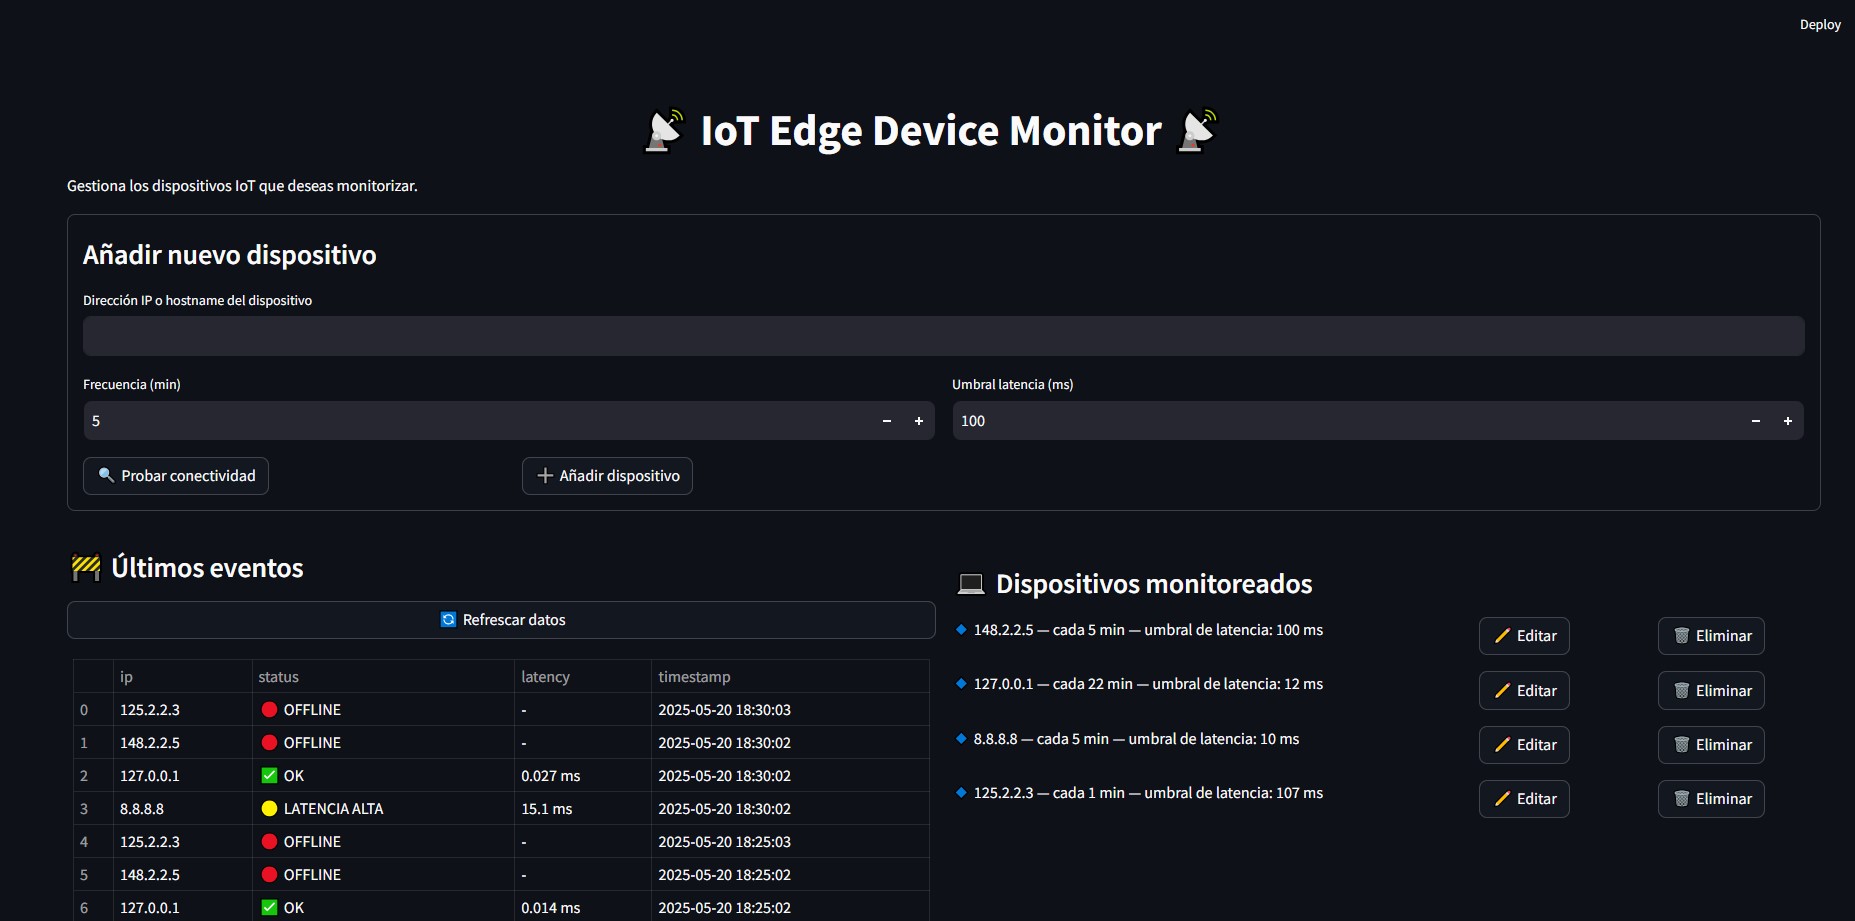 Deploy
IoT Edge Device Monitor
Gestiona los dispositivos IoT que deseas monitorizar.
Añadir nuevo dispositivo
Dirección IP o hostname del dispositivo
Frecuencia (min) Umbral latencia (ms)
5 − + 100 − +
Probar conectividad Añadir dispositivo
Últimos eventos
Refrescar datos
ip status latency timestamp
0 125.2.2.3 OFFLINE - 2025-05-20 18:30:03
1 148.2.2.5 OFFLINE - 2025-05-20 18:30:02
2 127.0.0.1 OK 0.027 ms 2025-05-20 18:30:02
3 8.8.8.8 LATENCIA ALTA 15.1 ms 2025-05-20 18:30:02
4 125.2.2.3 OFFLINE - 2025-05-20 18:25:03
5 148.2.2.5 OFFLINE - 2025-05-20 18:25:02
6 127.0.0.1 OK 0.014 ms 2025-05-20 18:25:02
Dispositivos monitoreados
148.2.2.5 — cada 5 min — umbral de latencia: 100 ms Editar Eliminar
127.0.0.1 — cada 22 min — umbral de latencia: 12 ms Editar Eliminar
8.8.8.8 — cada 5 min — umbral de latencia: 10 ms Editar Eliminar
125.2.2.3 — cada 1 min — umbral de latencia: 107 ms Editar Eliminar